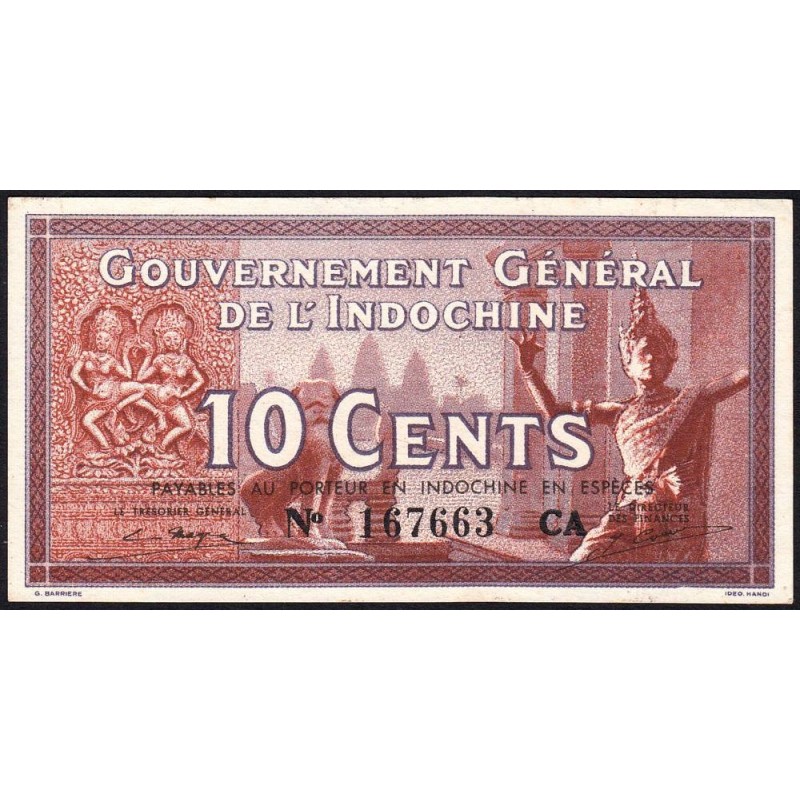 GOUVERNEMENT GÉNÉRAL
DE L'INDOCHINE
10 CENTS
PAYABLES AU PORTEUR EN INDOCHINE EN ESPÈCES
LE TRÉSORIER GÉNÉRAL
LE DIRECTEUR
DES FINANCES
No 167663 CA
G. BARRIERE
IDEO. HANOI